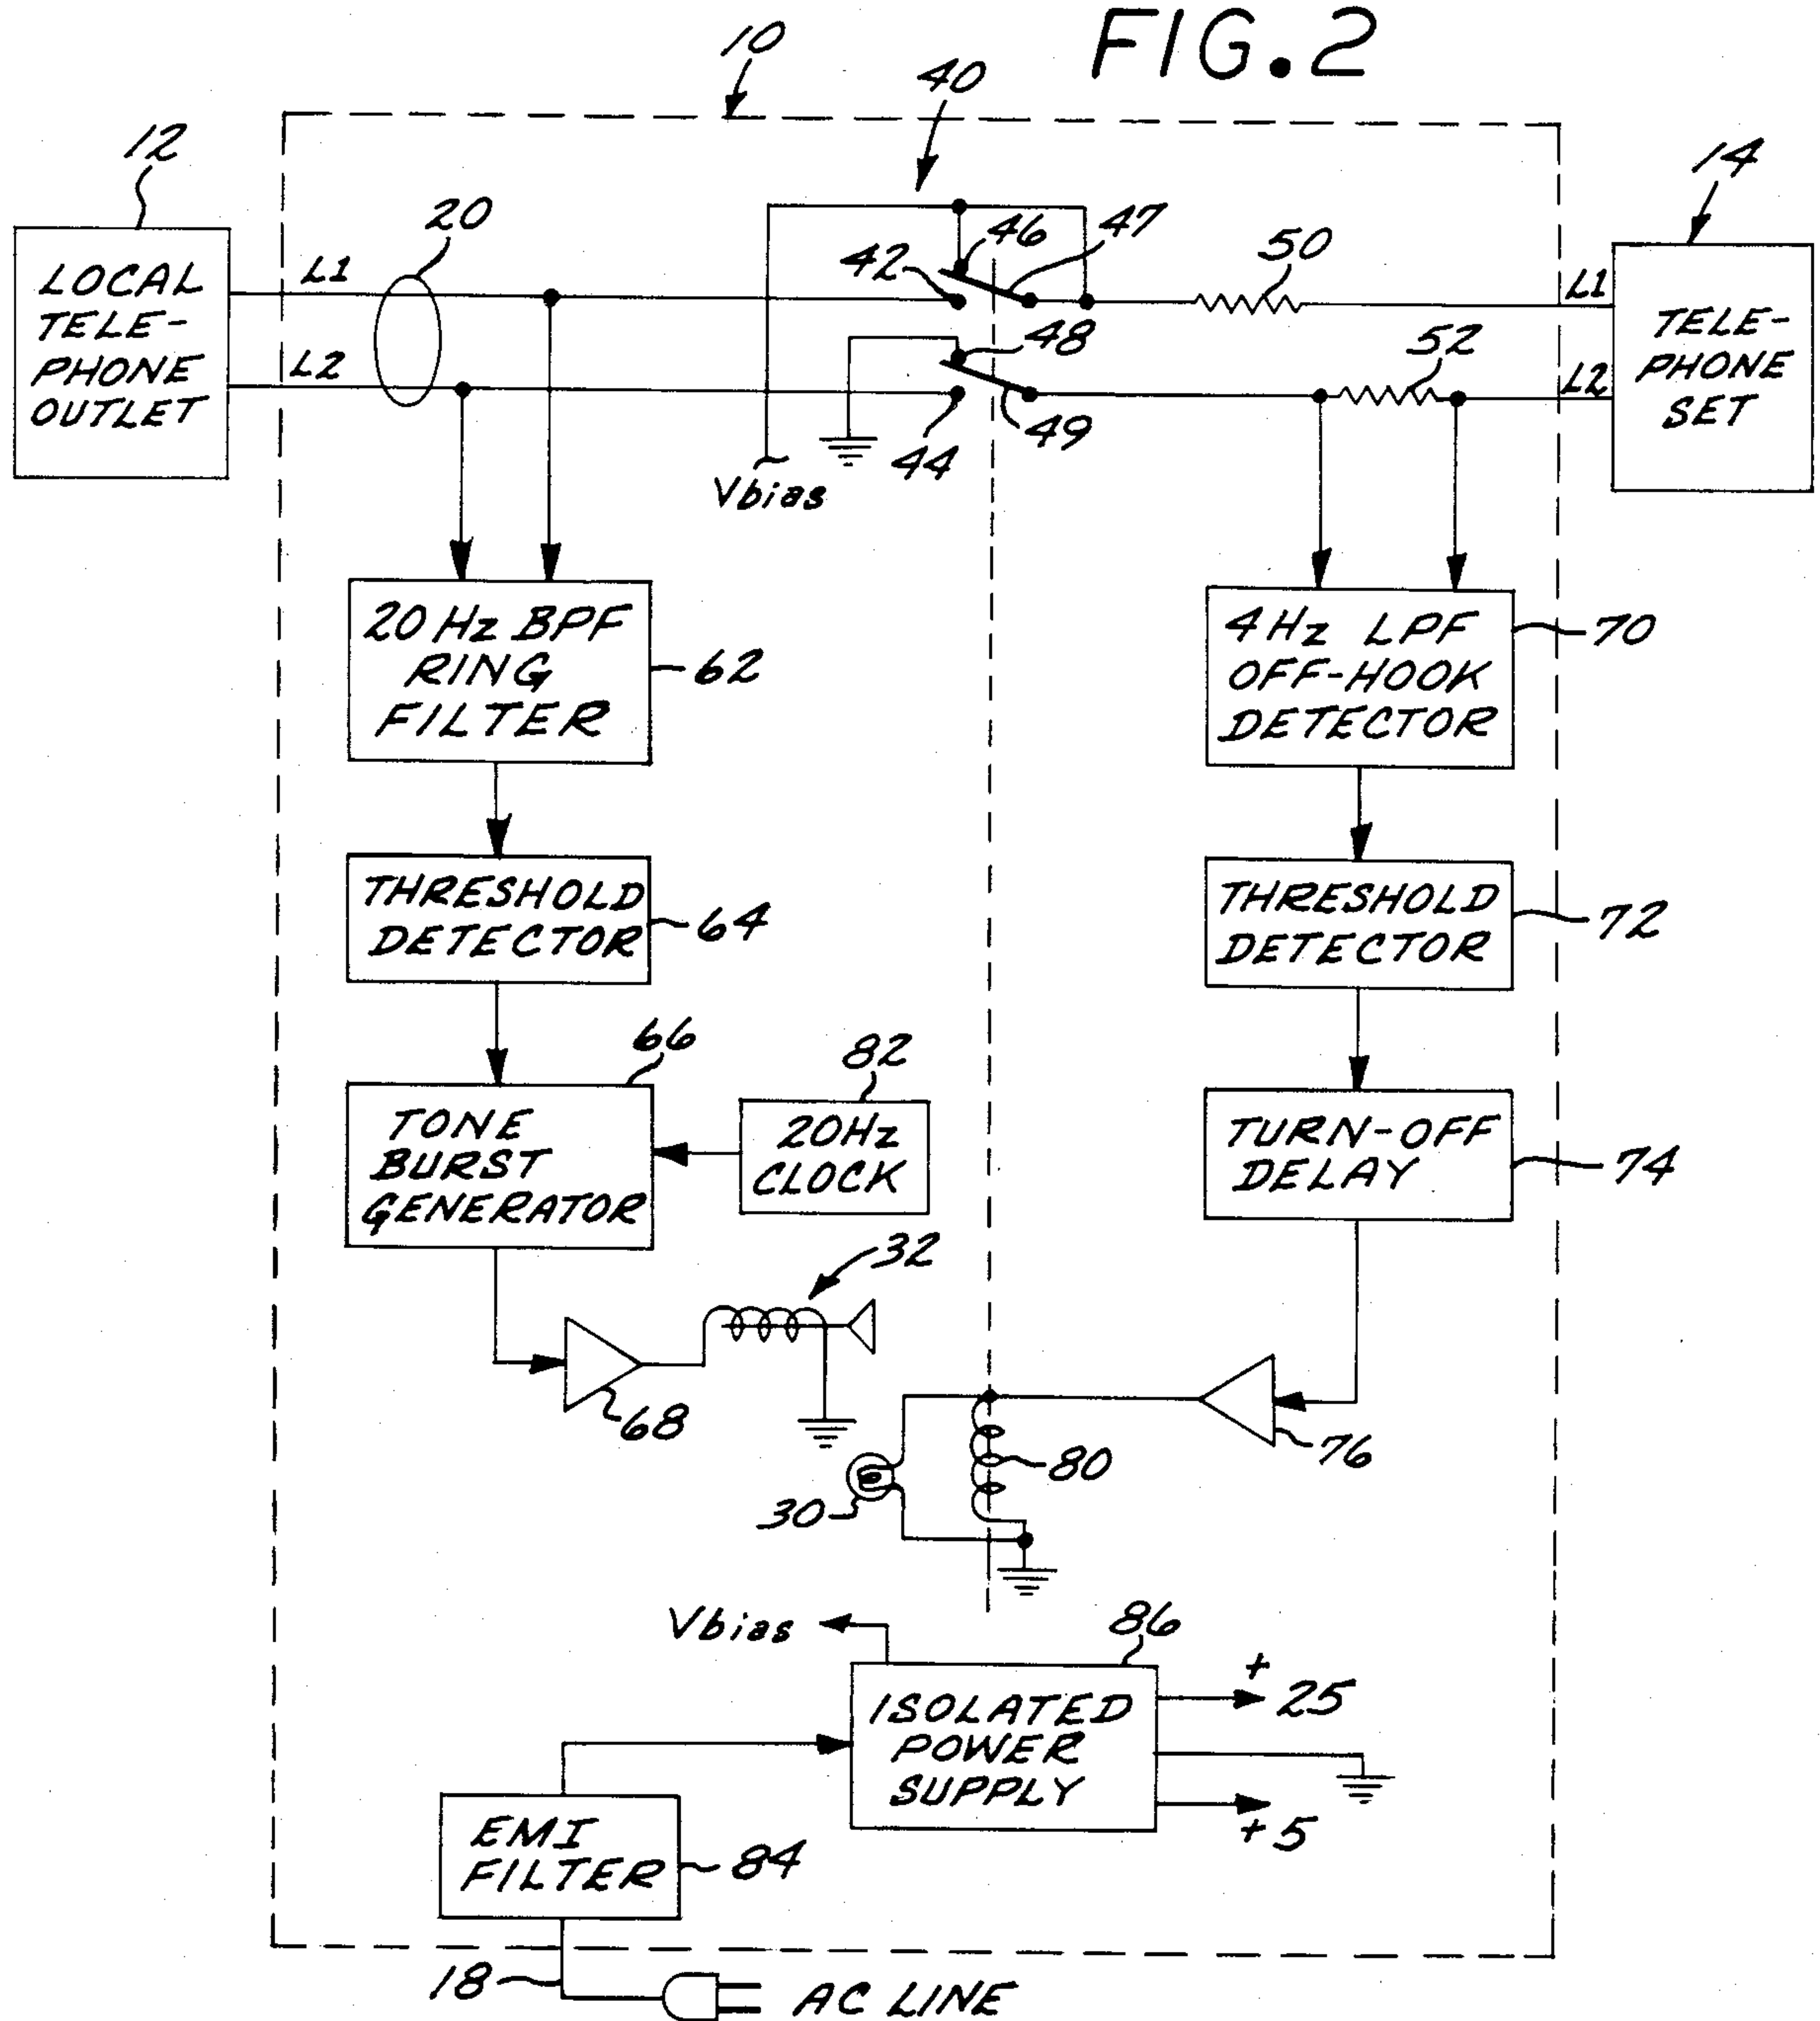 FIG.2
10
40
12
20
14
LOCAL
TELE-
PHONE
OUTLET
L1
L2
42
46
47
48
44
49
50
52
L1
L2
TELE-
PHONE
SET
Vbias
20 Hz BPF
RING
FILTER
62
4 Hz LPF
OFF-HOOK
DETECTOR
70
THRESHOLD
DETECTOR
64
THRESHOLD
DETECTOR
72
66
TONE
BURST
GENERATOR
82
20Hz
CLOCK
TURN-OFF
DELAY
74
32
68
76
80
30
Vbias
86
ISOLATED
POWER
SUPPLY
+
25
+5
EMI
FILTER
84
18
AC LINE